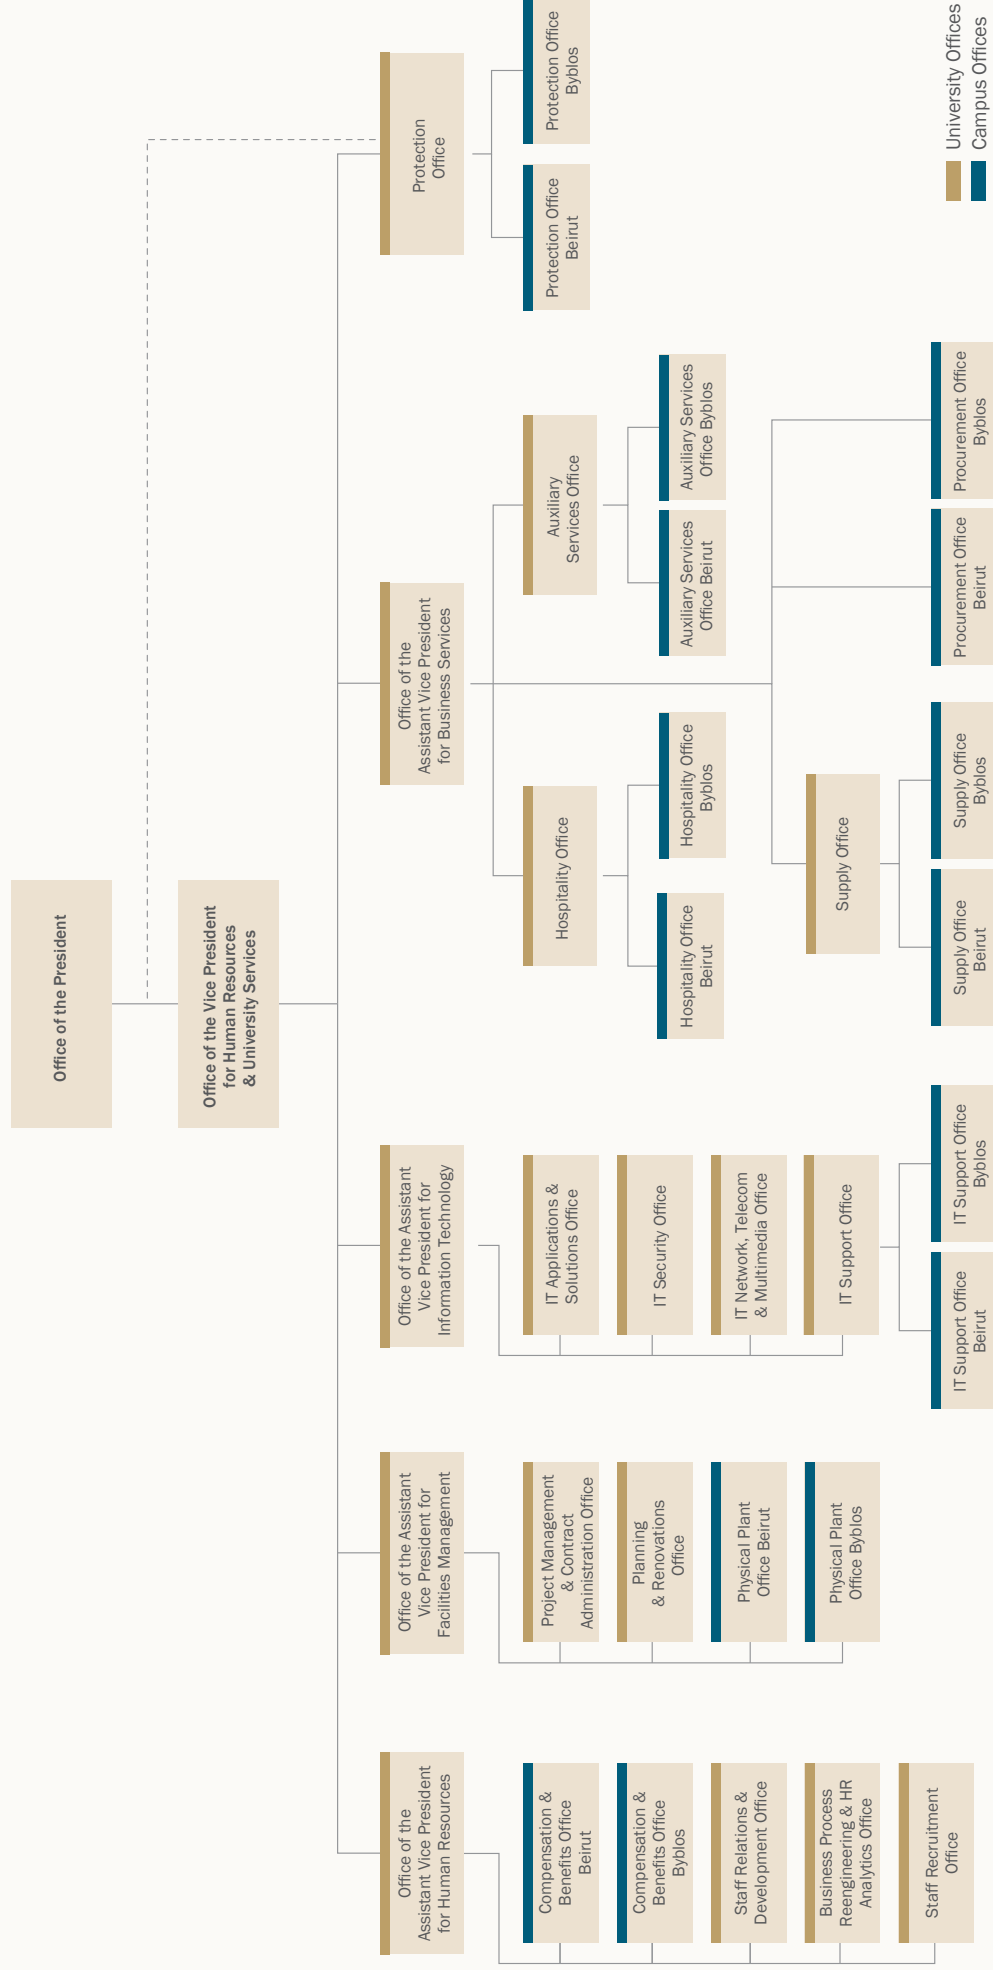 Office of the President
Office of the Vice President
for Human Resources
& University Services
Office of the
Assistant Vice President
for Human Resources
Compensation &
Benefits Office
Beirut
Compensation &
Benefits Office
Byblos
Staff Relations &
Development Office
Business Process
Reengineering & HR
Analytics Office
Staff Recruitment
Office
Office of the Assistant
Vice President for
Facilities Management
Project Management
& Contract
Administration Office
Planning
& Renovations
Office
Physical Plant
Office Beirut
Physical Plant
Office Byblos
Office of the Assistant
Vice President for
Information Technology
IT Applications &
Solutions Office
IT Security Office
IT Network, Telecom
& Multimedia Office
IT Support Office
IT Support Office
Beirut
IT Support Office
Byblos
Office of the
Assistant Vice President
for Business Services
Hospitality Office
Hospitality Office
Beirut
Hospitality Office
Byblos
Auxiliary
Services Office
Auxiliary Services
Office Beirut
Auxiliary Services
Office Byblos
Supply Office
Supply Office
Beirut
Supply Office
Byblos
Procurement Office
Beirut
Procurement Office
Byblos
Protection
Office
Protection Office
Beirut
Protection Office
Byblos
University Offices
Campus Offices